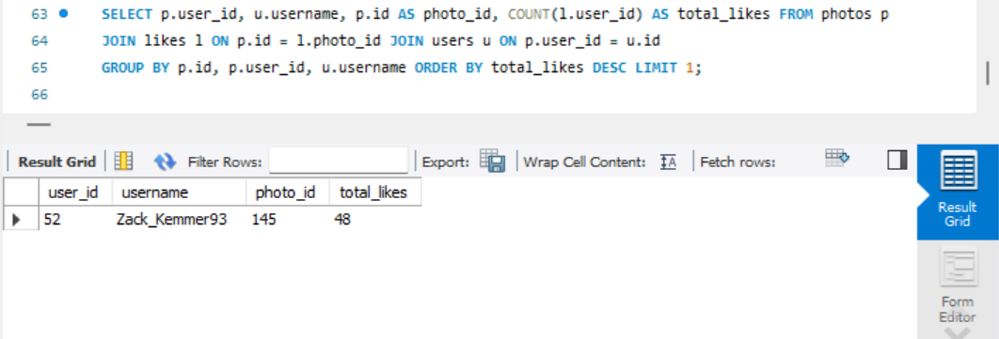 63 SELECT p.user_id, u.username, p.id AS photo_id, COUNT(l.user_id) AS total_likes FROM photos p
64 JOIN likes l ON p.id = l.photo_id JOIN users u ON p.user_id = u.id
65 GROUP BY p.id, p.user_id, u.username ORDER BY total_likes DESC LIMIT 1;
66
Result Grid Filter Rows: Export: Wrap Cell Content: IA Fetch rows:
user_id username photo_id total_likes
52 Zack_Kemmer93 145 48
Result
Grid
Form
Editor